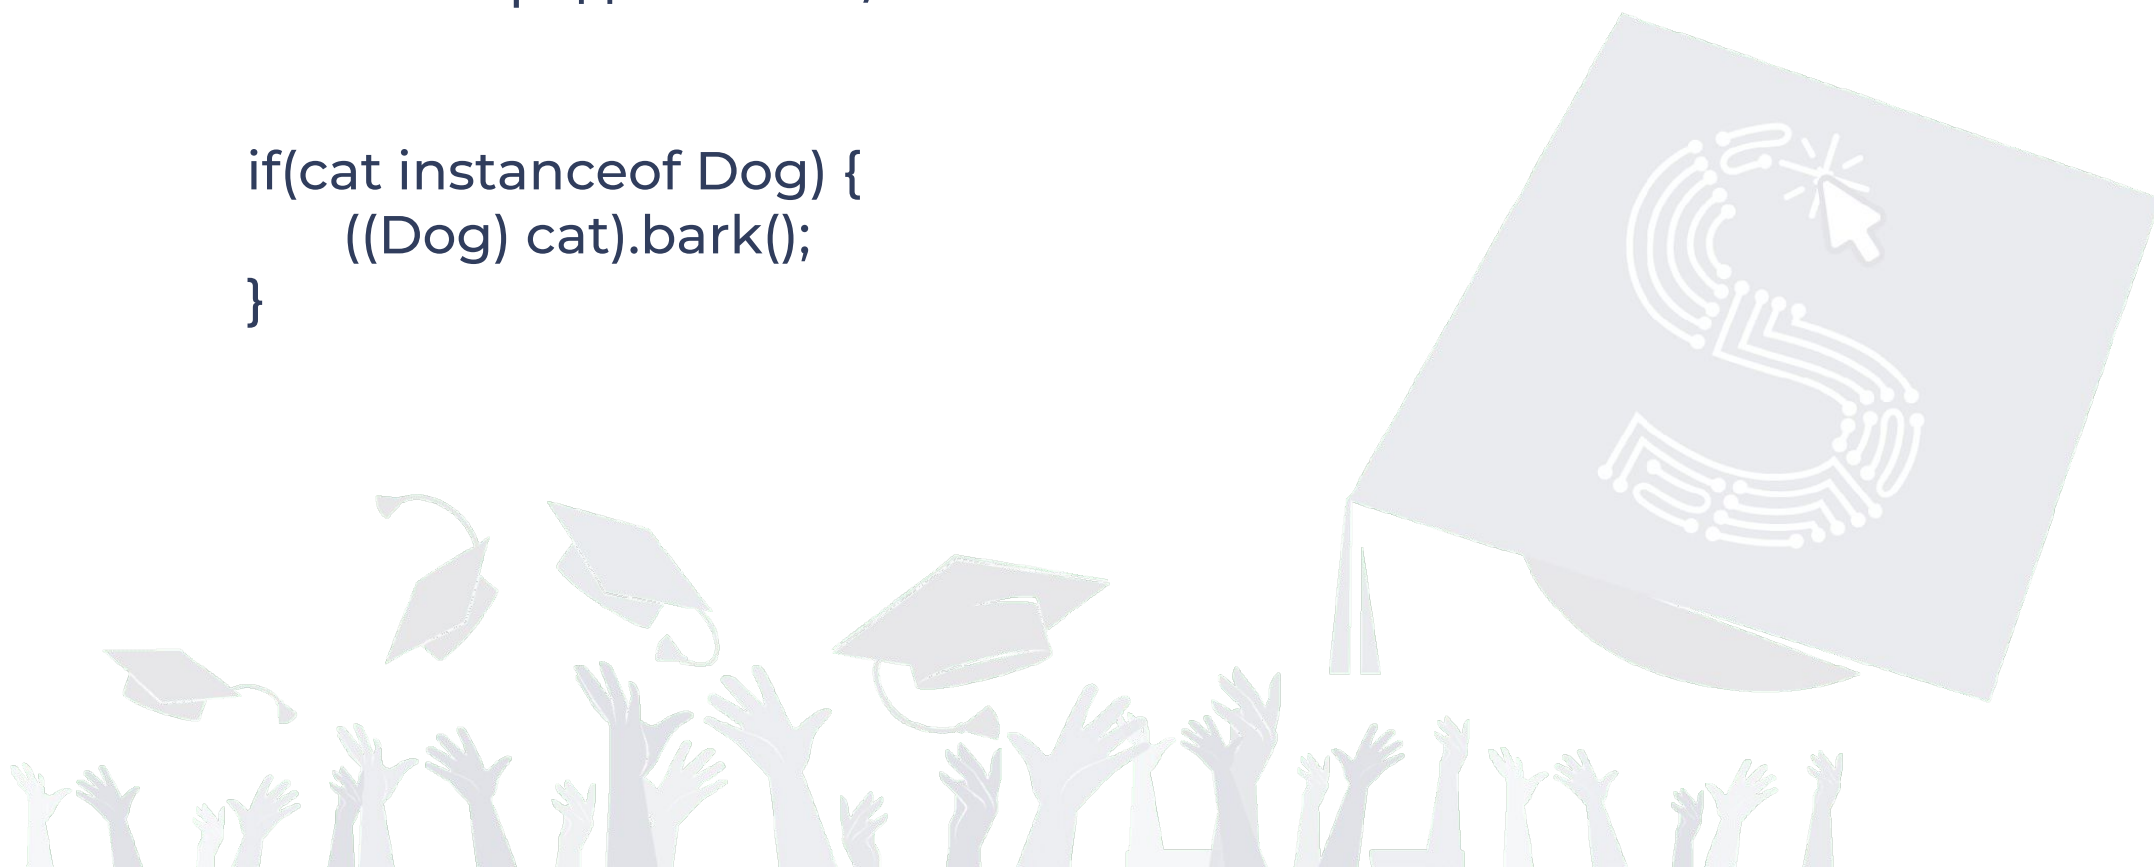 if(cat instanceof Dog) {
((Dog) cat).bark();
}